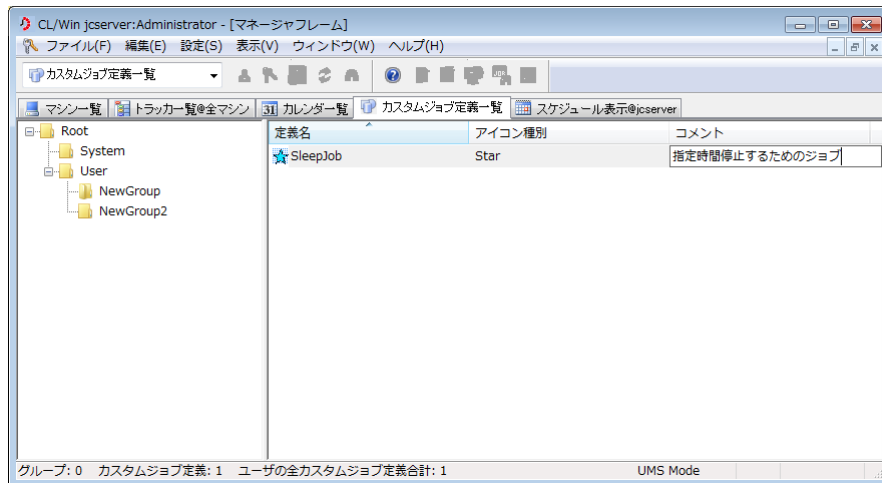 CL/Win jcserver:Administrator - [マネージャフレーム]
ファイル(F) 編集(E) 設定(S) 表示(V) ウィンドウ(W) ヘルプ(H)
カスタムジョブ定義一覧
マシン一覧 トラッカ一覧@全マシン 31 カレンダ一覧 カスタムジョブ定義一覧 スケジュール表示@jcserver
Root
System
User
NewGroup
NewGroup2
定義名 アイコン種別 コメント
SleepJob Star 指定時間停止するためのジョブ
グループ: 0 カスタムジョブ定義: 1 ユーザの全カスタムジョブ定義合計: 1 UMS Mode